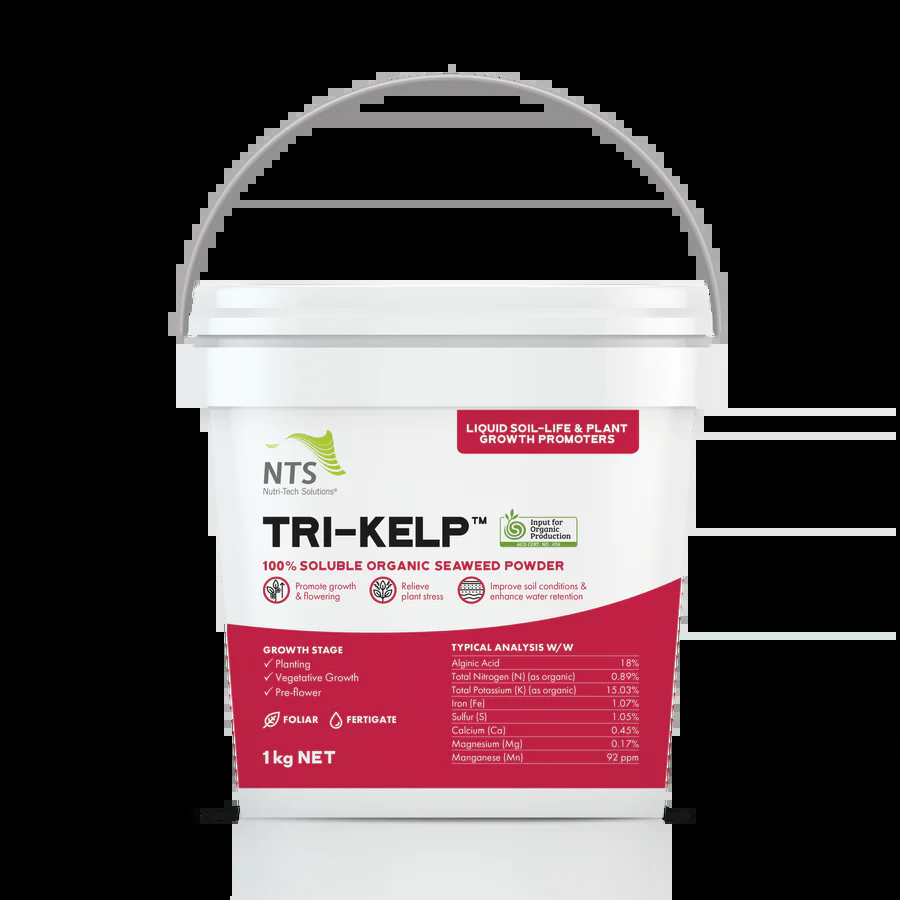 LIQUID SOIL-LIFE & PLANT
GROWTH PROMOTERS
NTS
Nutri-Tech Solutions®
TRI-KELP™
Input for
Organic
Production
ACO CERT. NO. 456
100% SOLUBLE ORGANIC SEAWEED POWDER
Promote growth
& flowering
Relieve
plant stress
Improve soil conditions &
enhance water retention
GROWTH STAGE
✓ Planting
✓ Vegetative Growth
✓ Pre-flower
FOLIAR
FERTIGATE
1kg NET
TYPICAL ANALYSIS W/W
Alginic Acid 18%
Total Nitrogen (N) (as organic) 0.89%
Total Potassium (K) (as organic) 15.03%
Iron (Fe) 1.07%
Sulfur (S) 1.05%
Calcium (Ca) 0.45%
Magnesium (Mg) 0.17%
Manganese (Mn) 92 ppm